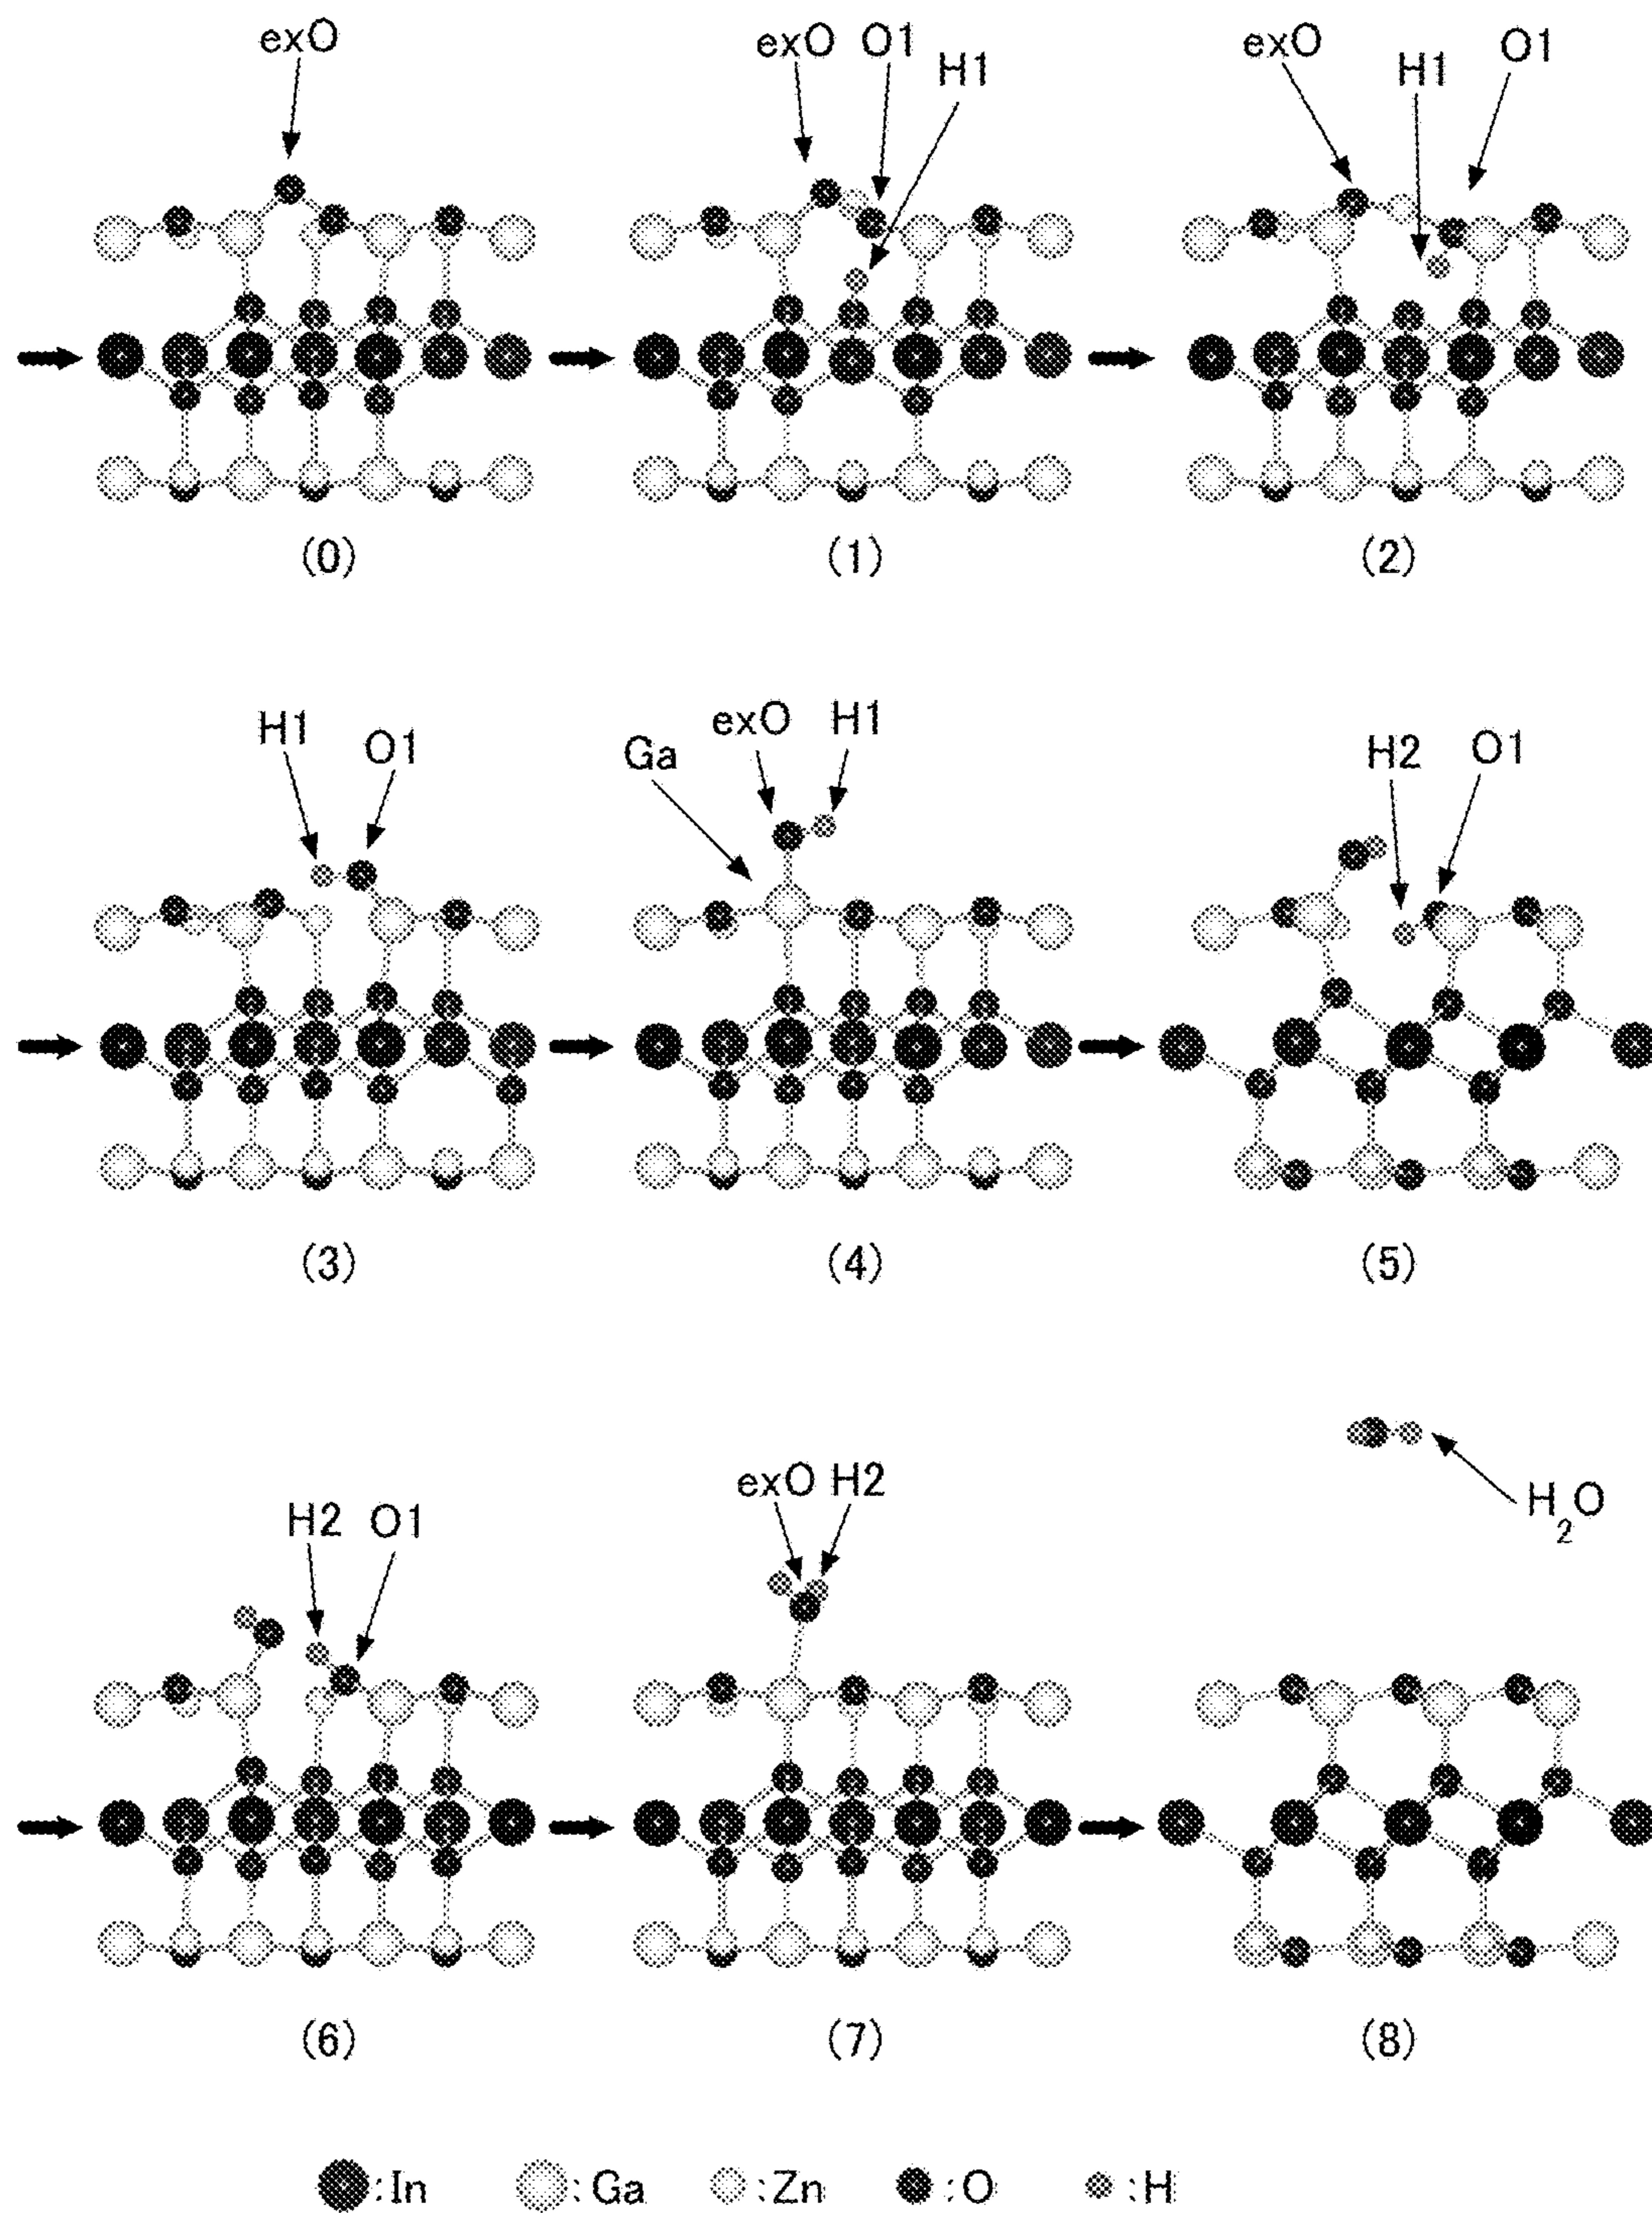 exO
exO O1
H1
exO
H1
O1
(0)
(1)
(2)
H1
O1
Ga
exO H1
H2
O1
(3)
(4)
(5)
H2 O1
exO H2
H₂O
(6)
(7)
(8)
:In :Ga :Zn :O :H